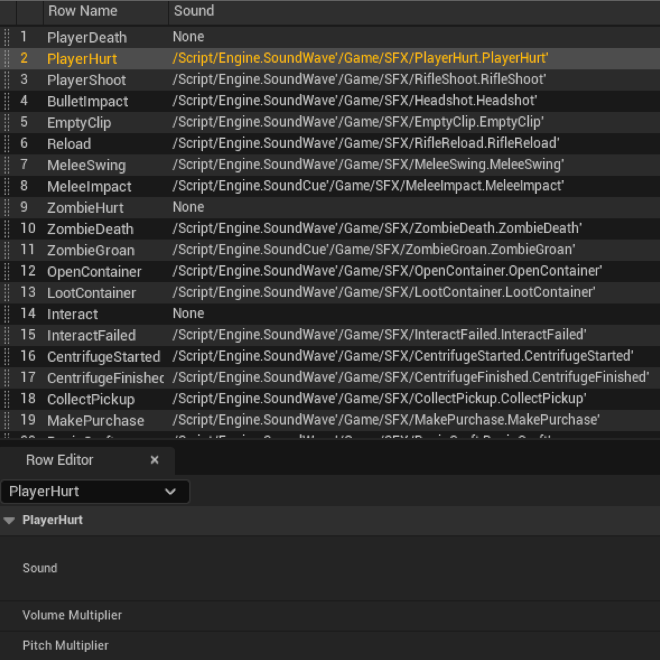 Row Name Sound
1 PlayerDeath None
2 PlayerHurt /Script/Engine.SoundWave'/Game/SFX/PlayerHurt.PlayerHurt'
3 PlayerShoot /Script/Engine.SoundWave'/Game/SFX/RifleShoot.RifleShoot'
4 BulletImpact /Script/Engine.SoundWave'/Game/SFX/Headshot.Headshot'
5 EmptyClip /Script/Engine.SoundWave'/Game/SFX/EmptyClip.EmptyClip'
6 Reload /Script/Engine.SoundWave'/Game/SFX/RifleReload.RifleReload'
7 MeleeSwing /Script/Engine.SoundWave'/Game/SFX/MeleeSwing.MeleeSwing'
8 MeleeImpact /Script/Engine.SoundCue'/Game/SFX/MeleeImpact.MeleeImpact'
9 ZombieHurt None
10 ZombieDeath /Script/Engine.SoundWave'/Game/SFX/ZombieDeath.ZombieDeath'
11 ZombieGroan /Script/Engine.SoundCue'/Game/SFX/ZombieGroan.ZombieGroan'
12 OpenContainer /Script/Engine.SoundWave'/Game/SFX/OpenContainer.OpenContainer'
13 LootContainer /Script/Engine.SoundWave'/Game/SFX/LootContainer.LootContainer'
14 Interact None
15 InteractFailed /Script/Engine.SoundWave'/Game/SFX/InteractFailed.InteractFailed'
16 CentrifugeStarted /Script/Engine.SoundWave'/Game/SFX/CentrifugeStarted.CentrifugeStarted'
17 CentrifugeFinished /Script/Engine.SoundWave'/Game/SFX/CentrifugeFinished.CentrifugeFinished'
18 CollectPickup /Script/Engine.SoundWave'/Game/SFX/CollectPickup.CollectPickup'
19 MakePurchase /Script/Engine.SoundWave'/Game/SFX/MakePurchase.MakePurchase'
Row Editor
PlayerHurt
PlayerHurt
Sound
Volume Multiplier
Pitch Multiplier